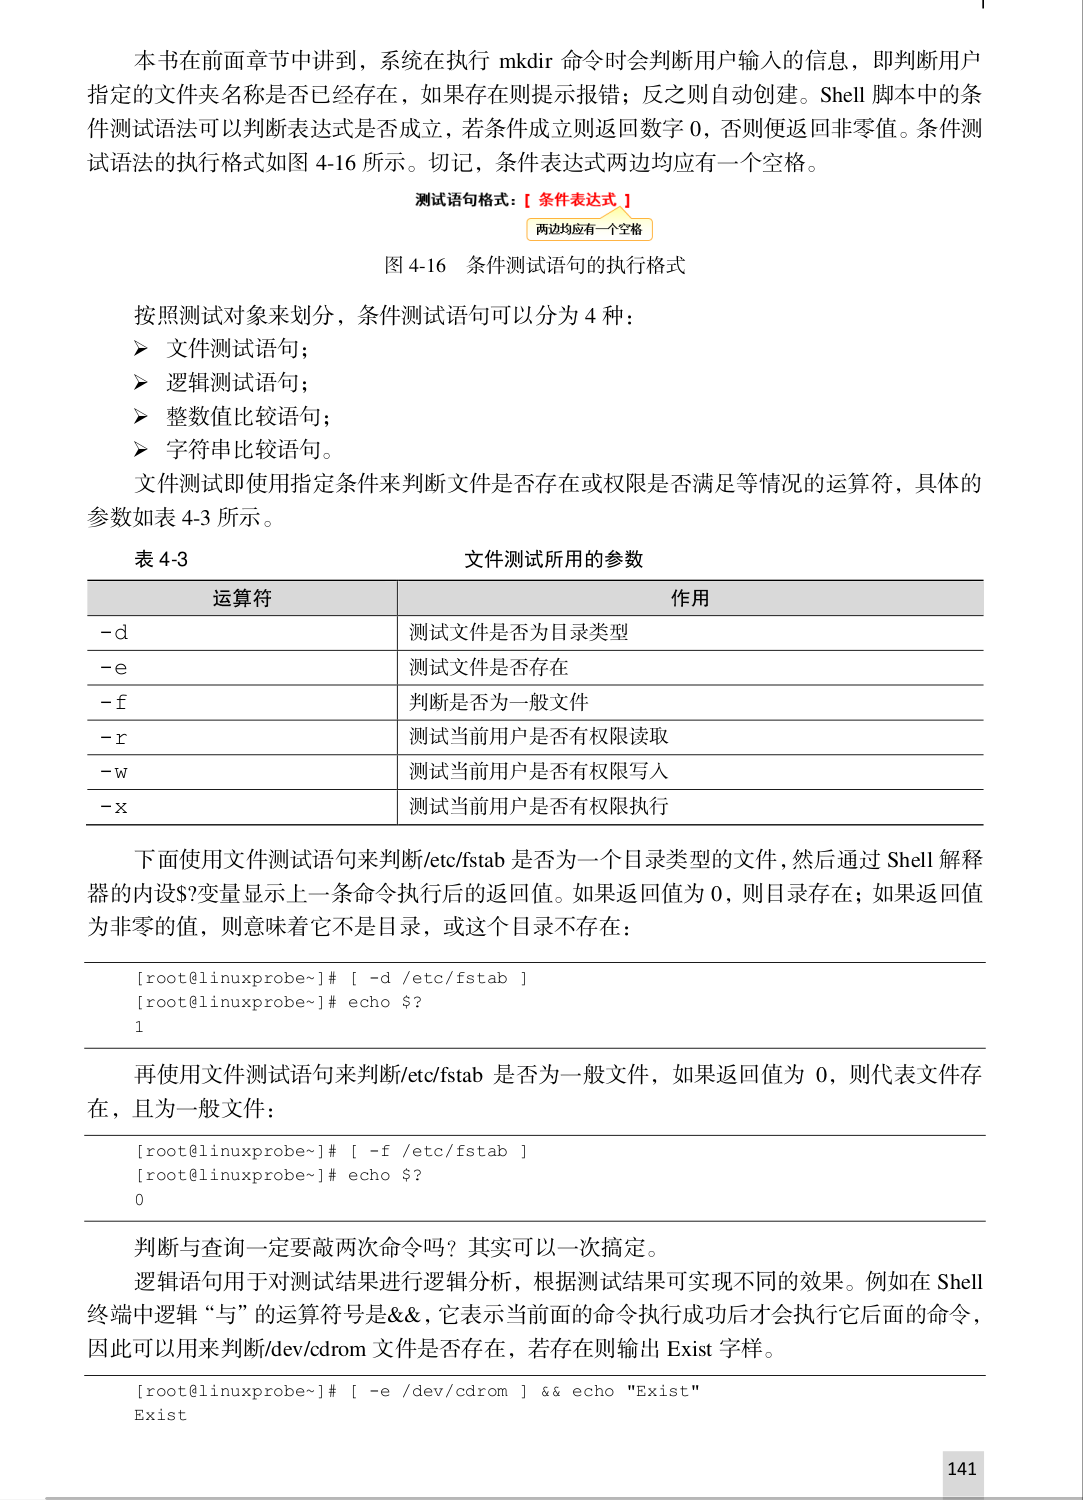 本书在前面章节中讲到，系统在执行 mkdir 命令时会判断用户输入的信息，即判断用户
指定的文件夹名称是否已经存在，如果存在则提示报错；反之则自动创建。Shell 脚本中的条
件测试语法可以判断表达式是否成立，若条件成立则返回数字 0，否则便返回非零值。条件测
试语法的执行格式如图 4-16 所示。切记，条件表达式两边均应有一个空格。
测试语句格式：[ 条件表达式 ]
两边均应有一个空格
图 4-16 条件测试语句的执行格式
按照测试对象来划分，条件测试语句可以分为 4 种：
➢ 文件测试语句；
➢ 逻辑测试语句；
➢ 整数值比较语句；
➢ 字符串比较语句。
文件测试即使用指定条件来判断文件是否存在或权限是否满足等情况的运算符，具体的
参数如表 4-3 所示。
表 4-3 文件测试所用的参数
运算符 作用
-d 测试文件是否为目录类型
-e 测试文件是否存在
-f 判断是否为一般文件
-r 测试当前用户是否有权限读取
-w 测试当前用户是否有权限写入
-x 测试当前用户是否有权限执行
下面使用文件测试语句来判断/etc/fstab 是否为一个目录类型的文件，然后通过 Shell 解释
器的内设$?变量显示上一条命令执行后的返回值。如果返回值为 0，则目录存在；如果返回值
为非零的值，则意味着它不是目录，或这个目录不存在：
[root@linuxprobe~]# [ -d /etc/fstab ]
[root@linuxprobe~]# echo $?
1
再使用文件测试语句来判断/etc/fstab 是否为一般文件，如果返回值为 0，则代表文件存
在，且为一般文件：
[root@linuxprobe~]# [ -f /etc/fstab ]
[root@linuxprobe~]# echo $?
0
判断与查询一定要敲两次命令吗？其实可以一次搞定。
逻辑语句用于对测试结果进行逻辑分析，根据测试结果可实现不同的效果。例如在 Shell
终端中逻辑“与”的运算符号是&&，它表示当前面的命令执行成功后才会执行它后面的命令，
因此可以用来判断/dev/cdrom 文件是否存在，若存在则输出 Exist 字样。
[root@linuxprobe~]# [ -e /dev/cdrom ] && echo "Exist"
Exist
141